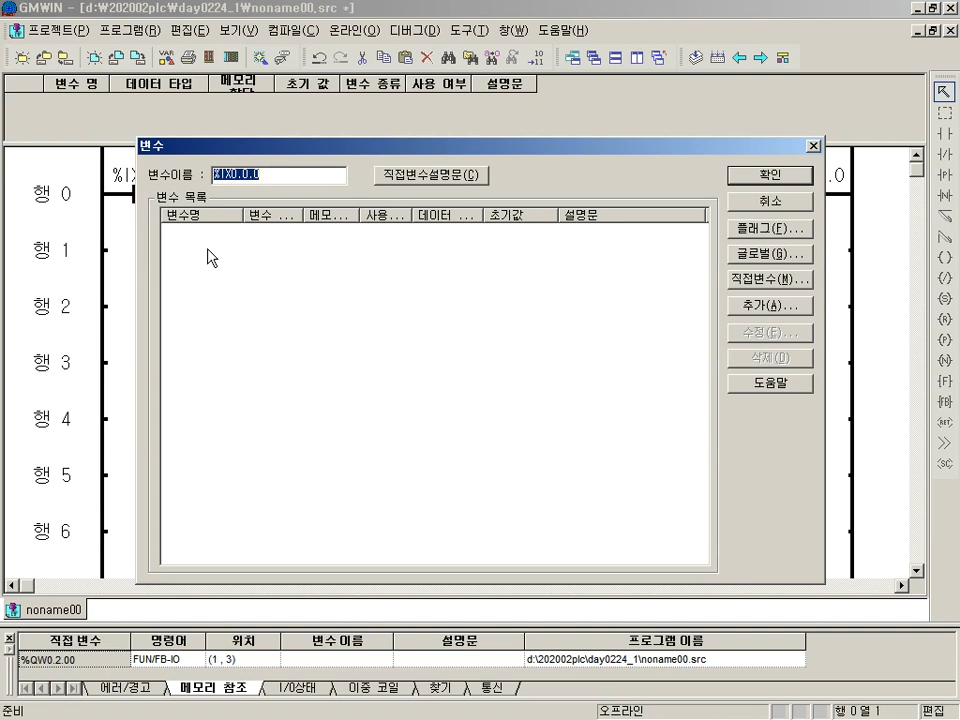 GMWIN - [d:₩202002plc₩day0224_1₩noname00.src *]
프로젝트(P) 프로그램(R) 편집(E) 보기(V) 컴파일(C) 온라인(O) 디버그(D) 도구(T) 창(W) 도움말(H)
변수 명 데이터 타입 메모리 할당 초기 값 변수 종류 사용 여부 설명문
변수
변수이름 : %IX0.0.0 직접변수설명문(C) 확인
변수 목록 취소
변수명 변수 ... 메모... 사용... 데이터 ... 초기값 설명문
플래그(F)...
글로벌(G)...
직접변수(M)...
추가(A)...
수정(E)...
삭제(D)
도움말
행 0 %IX .0
행 1
행 2
행 3
행 4
행 5
행 6
noname00
직접 변수 명령어 위치 변수 이름 설명문 프로그램 이름
%QW0.2.00 FUN/FB-IO (1 , 3) d:\202002plc\day0224_1\noname00.src
에러/경고 메모리 참조 I/O상태 이중 코일 찾기 통신
준비 오프라인 행 0 열 1 편집